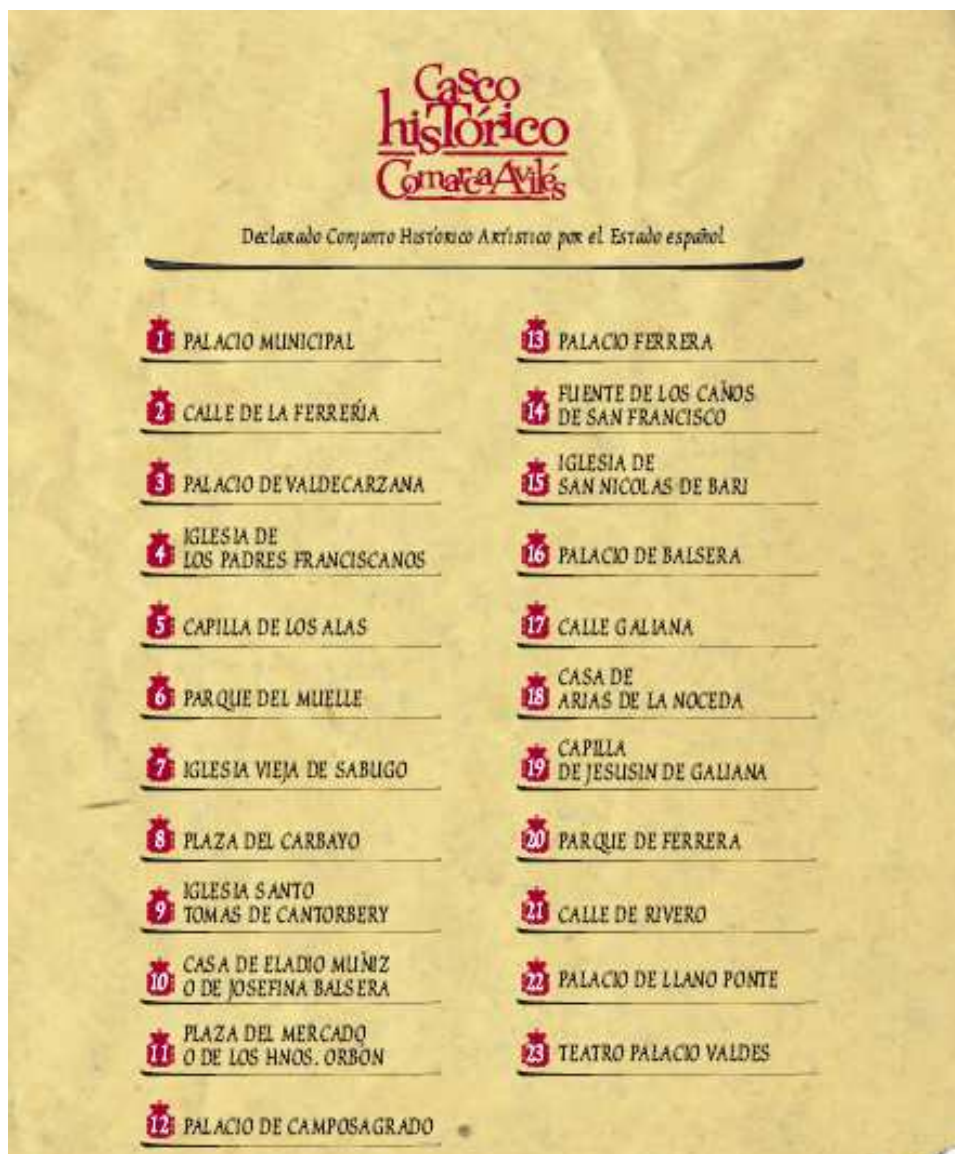 Casco
hisTórico
Comarca Avilés
Declarado Conjunto Histórico Artístico por el Estado español
1 PALACIO MUNICIPAL
2 CALLE DE LA FERRERÍA
3 PALACIO DE VALDECARZANA
4 IGLESIA DE
LOS PADRES FRANCISCANOS
5 CAPILLA DE LOS ALAS
6 PARQUE DEL MUELLE
7 IGLESIA VIEJA DE SABUGO
8 PLAZA DEL CARBAYO
9 IGLESIA SANTO
TOMAS DE CANTORBERY
10 CASA DE ELADIO MUÑIZ
O DE JOSEFINA BALSERA
11 PLAZA DEL MERCADO
O DE LOS HNOS. ORBÓN
12 PALACIO DE CAMPOSAGRADO
13 PALACIO FERRERA
14 FUENTE DE LOS CAÑOS
DE SAN FRANCISCO
15 IGLESIA DE
SAN NICOLAS DE BARI
16 PALACIO DE BALSERA
17 CALLE GALIANA
18 CASA DE
ARIAS DE LA NOCEDA
19 CAPILLA
DE JESUSIN DE GALIANA
20 PARQUE DE FERRERA
21 CALLE DE RIVERO
22 PALACIO DE LLANO PONTE
23 TEATRO PALACIO VALDES